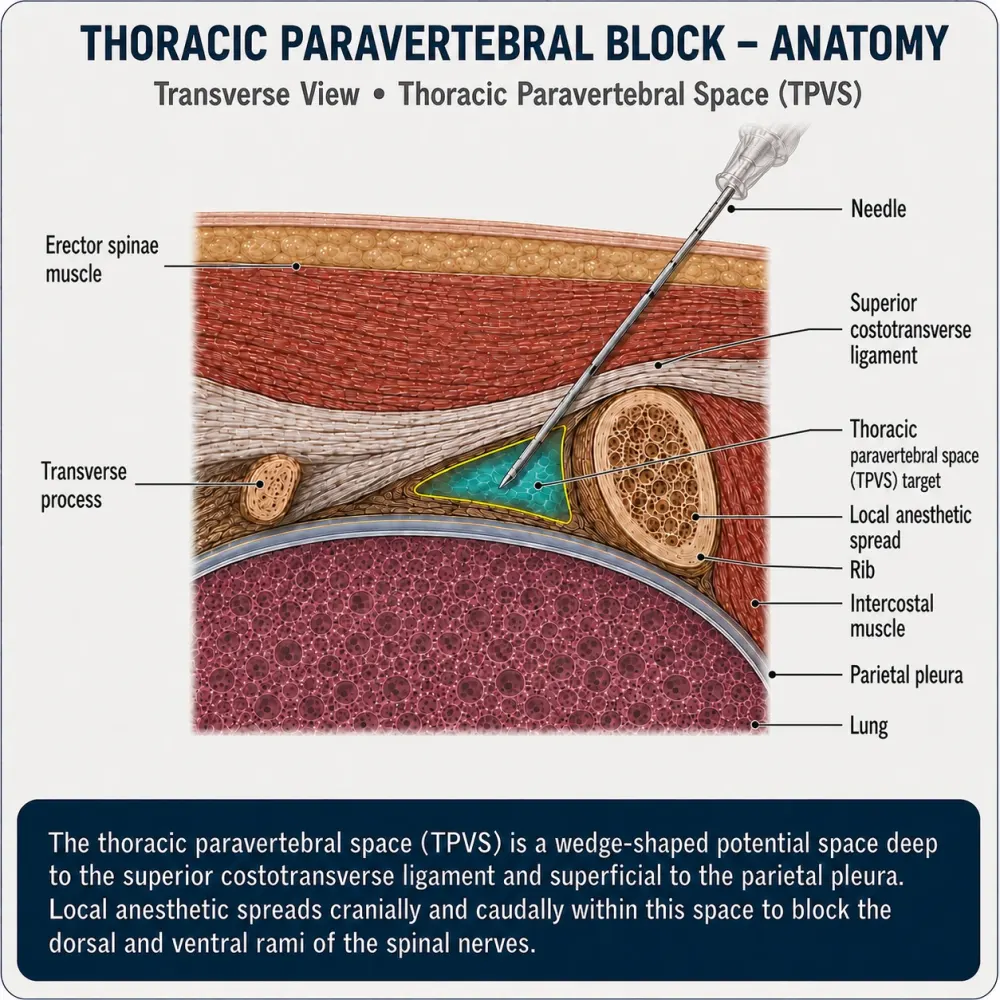 THORACIC PARAVERTEBRAL BLOCK – ANATOMY
Transverse View • Thoracic Paravertebral Space (TPVS)
Needle
Erector spinae
muscle
Superior
costotransverse
ligament
Thoracic
paravertebral space
(TPVS) target
Transverse
process
Local anesthetic
spread
Rib
Intercostal
muscle
Parietal pleura
Lung
The thoracic paravertebral space (TPVS) is a wedge-shaped potential space deep
to the superior costotransverse ligament and superficial to the parietal pleura.
Local anesthetic spreads cranially and caudally within this space to block the
dorsal and ventral rami of the spinal nerves.